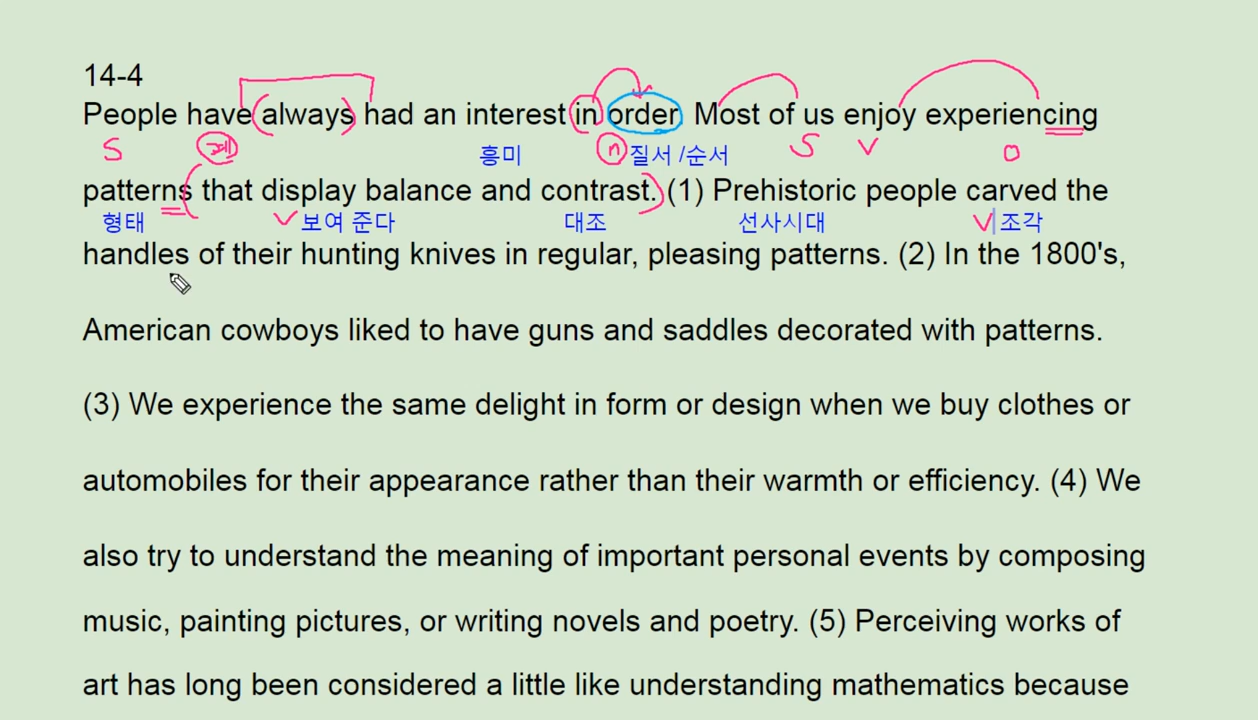 14-4
People have (always) had an interest (in order. Most of us enjoy experiencing
S 흥미 n 질서 /순서 S V O
patterns (that display balance and contrast.) (1) Prehistoric people carved the
형태 V 보여 준다 대조 선사시대 V 조각
handles of their hunting knives in regular, pleasing patterns. (2) In the 1800's,
American cowboys liked to have guns and saddles decorated with patterns.
(3) We experience the same delight in form or design when we buy clothes or
automobiles for their appearance rather than their warmth or efficiency. (4) We
also try to understand the meaning of important personal events by composing
music, painting pictures, or writing novels and poetry. (5) Perceiving works of
art has long been considered a little like understanding mathematics because